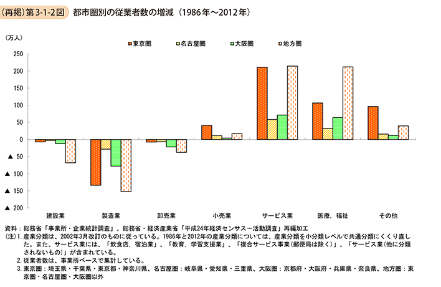 (再掲)第3-1-2図 都市圏別の従業者数の増減（1986年～2012年）
（万人）
東京圏 名古屋圏 大阪圏 地方圏
250
200
150
100
50
0
▲ 50
▲ 100
▲ 150
▲ 200
建設業 製造業 卸売業 小売業 サービス業 医療，福祉 その他
資料：総務省「事業所・企業統計調査」、総務省・経済産業省「平成24年経済センサス－活動調査」再編加工
(注)1. 産業分類は、2002年3月改訂のものに従っている。1986年と2012年の産業分類については、産業分類を小分類レベルで共通分類にくくり直し
た。また、サービス業には、「飲食店、宿泊業」、「教育、学習支援業」、「複合サービス事業(郵便局は除く)」、「サービス業(他に分類
されないもの)」が含まれている。
2. 従業者数は、事業所ベースで集計している。
3. 東京圏：埼玉県・千葉県・東京都・神奈川県、名古屋圏：岐阜県・愛知県・三重県、大阪圏：京都府・大阪府・兵庫県・奈良県、地方圏：東
京圏・名古屋圏・大阪圏以外